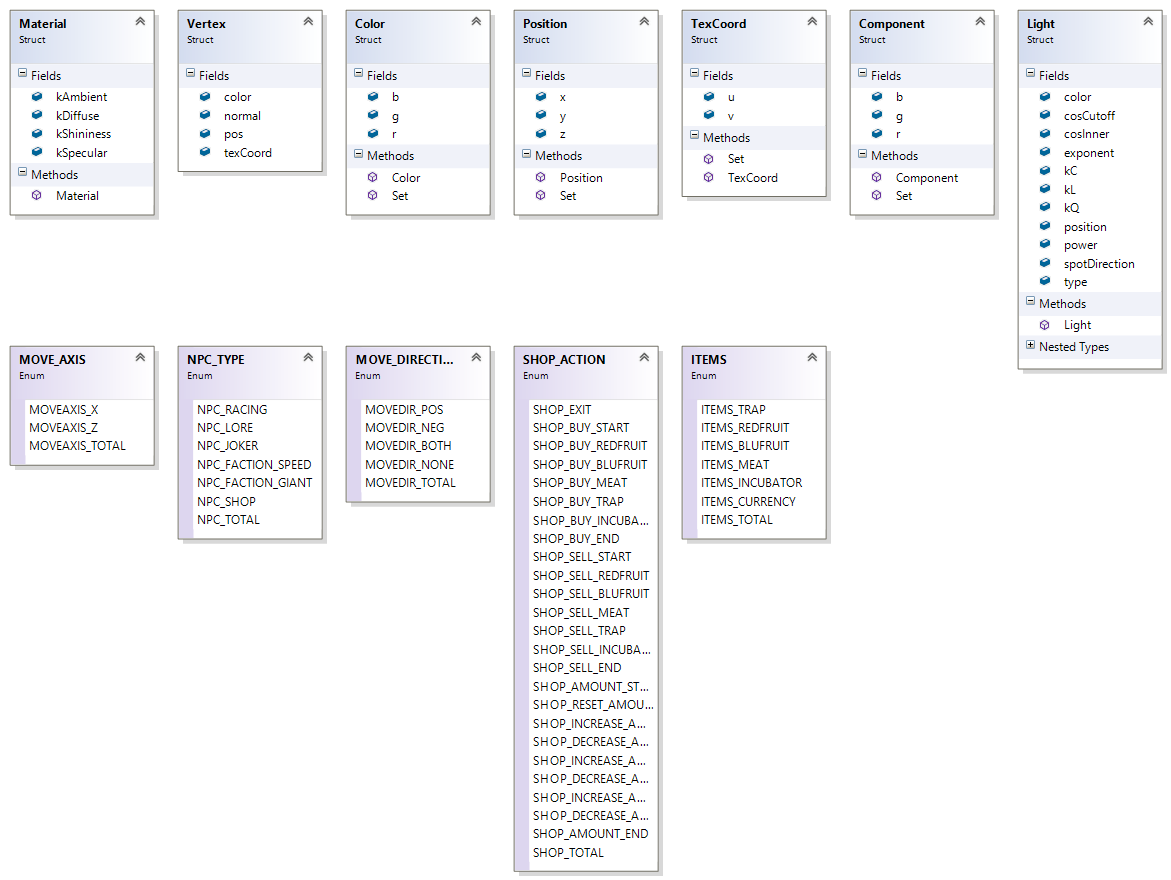 Material
Struct
Fields
kAmbient
kDiffuse
kShininess
kSpecular
Methods
Material
Vertex
Struct
Fields
color
normal
pos
texCoord
Color
Struct
Fields
b
g
r
Methods
Color
Set
Position
Struct
Fields
x
y
z
Methods
Position
Set
TexCoord
Struct
Fields
u
v
Methods
Set
TexCoord
Component
Struct
Fields
b
g
r
Methods
Component
Set
Light
Struct
Fields
color
cosCutoff
cosInner
exponent
kC
kL
kQ
position
power
spotDirection
type
Methods
Light
Nested Types
MOVE_AXIS
Enum
MOVEAXIS_X
MOVEAXIS_Z
MOVEAXIS_TOTAL
NPC_TYPE
Enum
NPC_RACING
NPC_LORE
NPC_JOKER
NPC_FACTION_SPEED
NPC_FACTION_GIANT
NPC_SHOP
NPC_TOTAL
MOVE_DIRECTI...
Enum
MOVEDIR_POS
MOVEDIR_NEG
MOVEDIR_BOTH
MOVEDIR_NONE
MOVEDIR_TOTAL
SHOP_ACTION
Enum
SHOP_EXIT
SHOP_BUY_START
SHOP_BUY_REDFRUIT
SHOP_BUY_BLUFRUIT
SHOP_BUY_MEAT
SHOP_BUY_TRAP
SHOP_BUY_INCUBA...
SHOP_BUY_END
SHOP_SELL_START
SHOP_SELL_REDFRUIT
SHOP_SELL_BLUFRUIT
SHOP_SELL_MEAT
SHOP_SELL_TRAP
SHOP_SELL_INCUBA...
SHOP_SELL_END
SHOP_AMOUNT_ST...
SHOP_RESET_AMOU...
SHOP_INCREASE_A...
SHOP_DECREASE_A...
SHOP_INCREASE_A...
SHOP_DECREASE_A...
SHOP_INCREASE_A...
SHOP_DECREASE_A...
SHOP_AMOUNT_END
SHOP_TOTAL
ITEMS
Enum
ITEMS_TRAP
ITEMS_REDFRUIT
ITEMS_BLUFRUIT
ITEMS_MEAT
ITEMS_INCUBATOR
ITEMS_CURRENCY
ITEMS_TOTAL